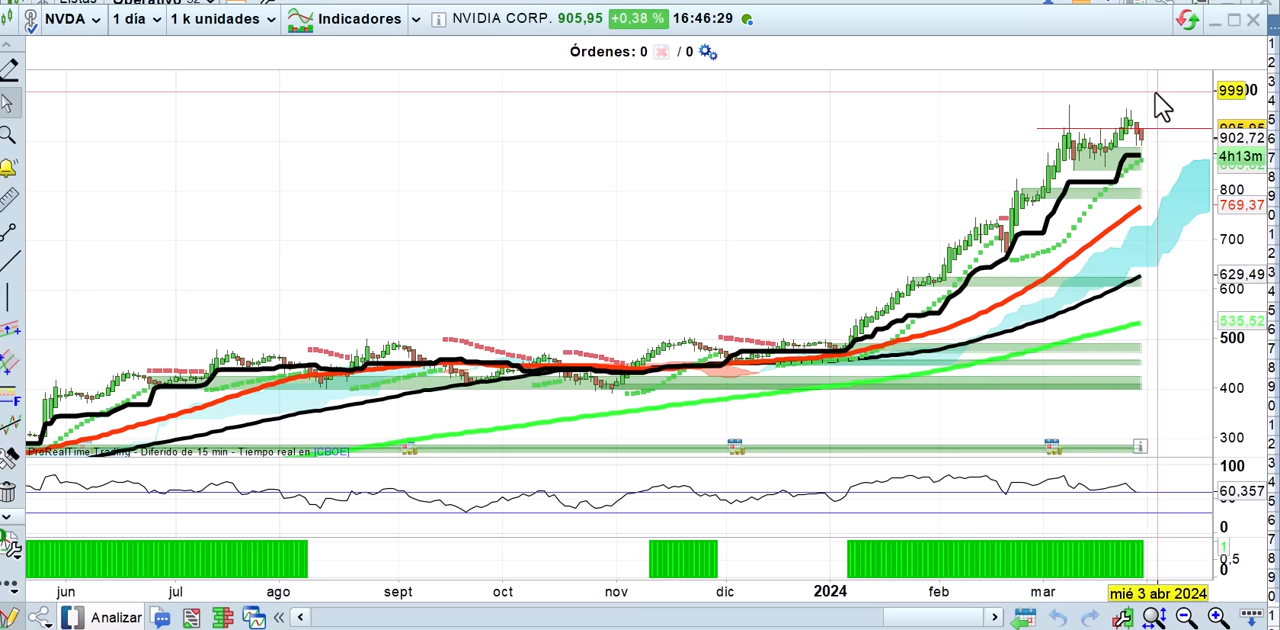 Listas
Operativo 52
NVDA 1 día 1 k unidades Indicadores NVIDIA CORP. 905,95 +0,38 % 16:46:29
Órdenes: 0 / 0
999
902,72
4h13m
800
769,37
700
629,49
600
535,52
500
400
300
ProRealTime Trading - Diferido de 15 min - Tiempo real en [CBOE]
100
60,357
0
1
0,5
0
jun jul ago sept oct nov dic 2024 feb mar mié 3 abr 2024
Analizar